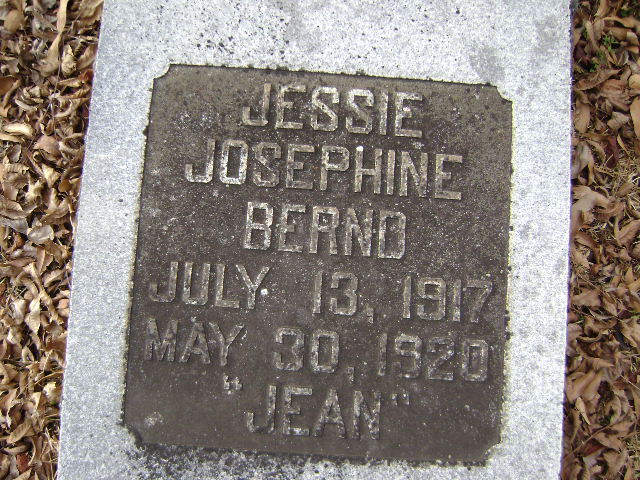 JESSIE
JOSEPHINE
BERND
JULY 13, 1917
MAY 30, 1920
"JEAN"